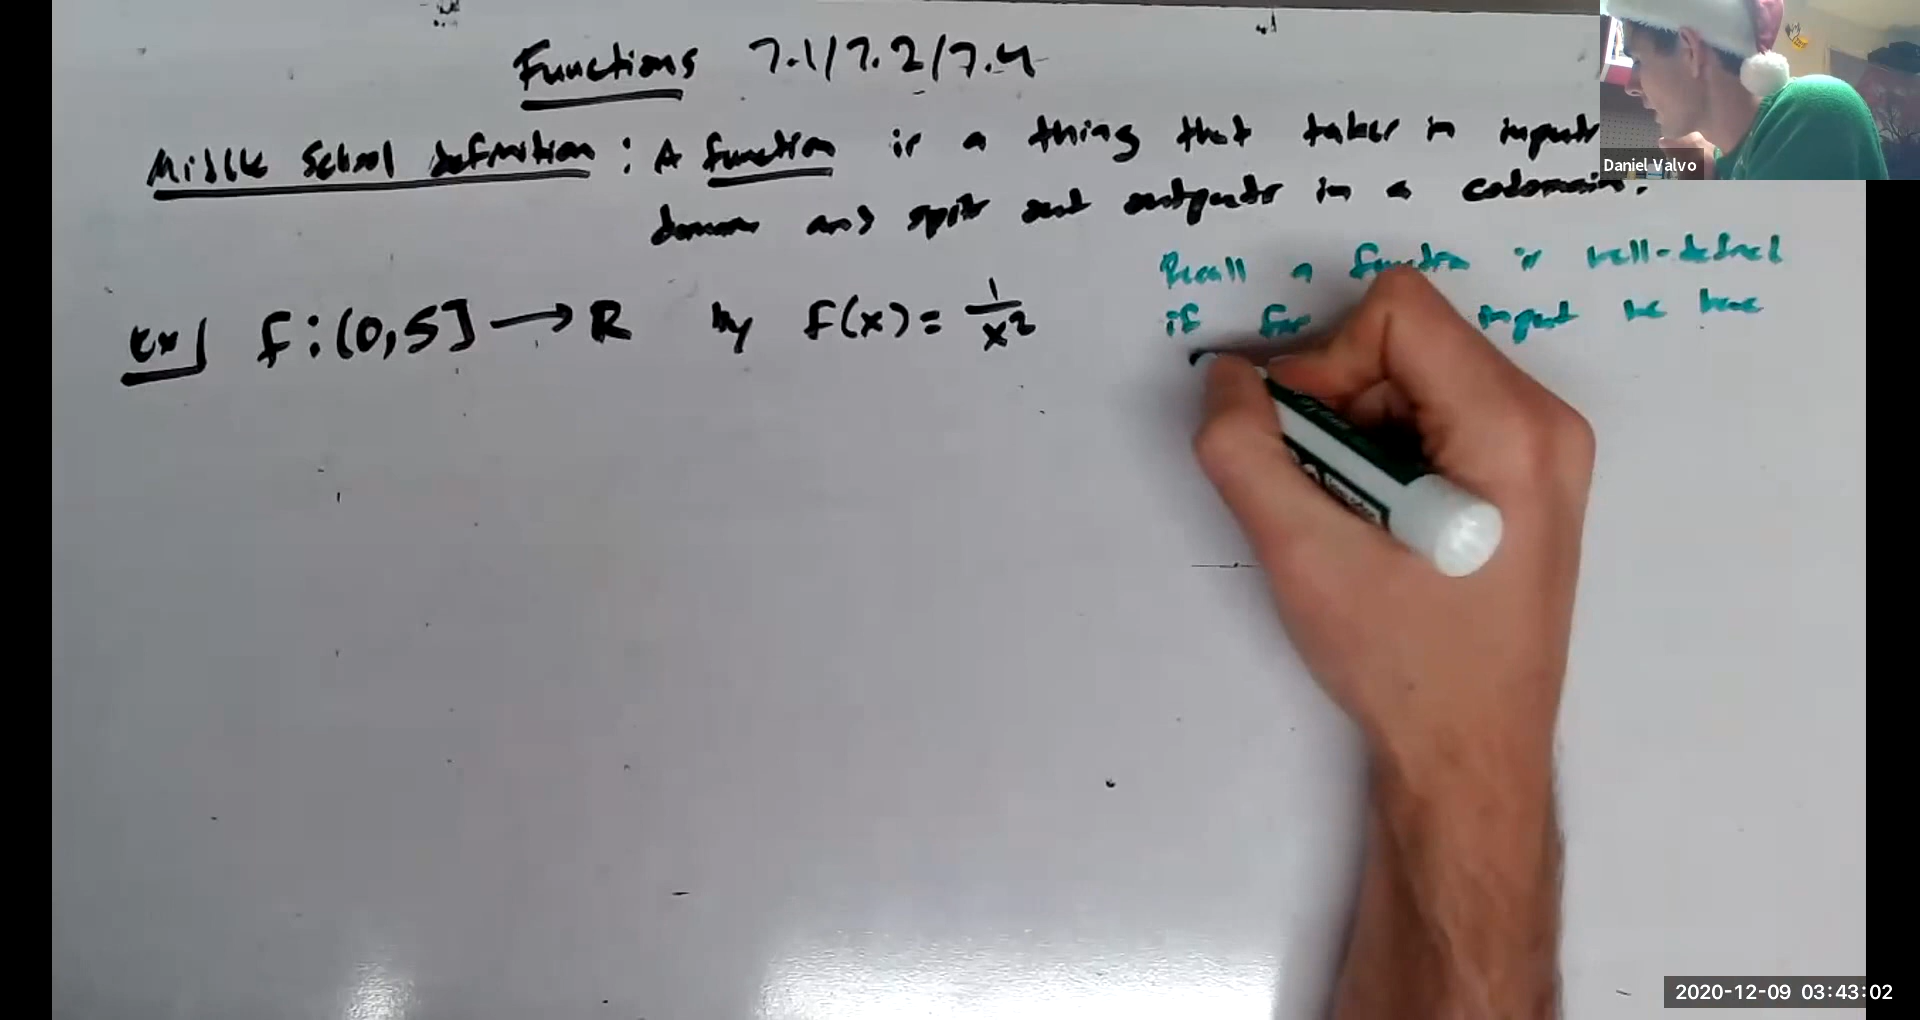 Functions 7.1/7.2/7.4
Middle School definition: A function is a thing that takes in inputs
domain and spits out outputs in a codomain.
Daniel Valvo
Recall a function is well-defined
if for input we have
ex] f:(0,5] → R by f(x) = 1/x²
2020-12-09 03:43:02